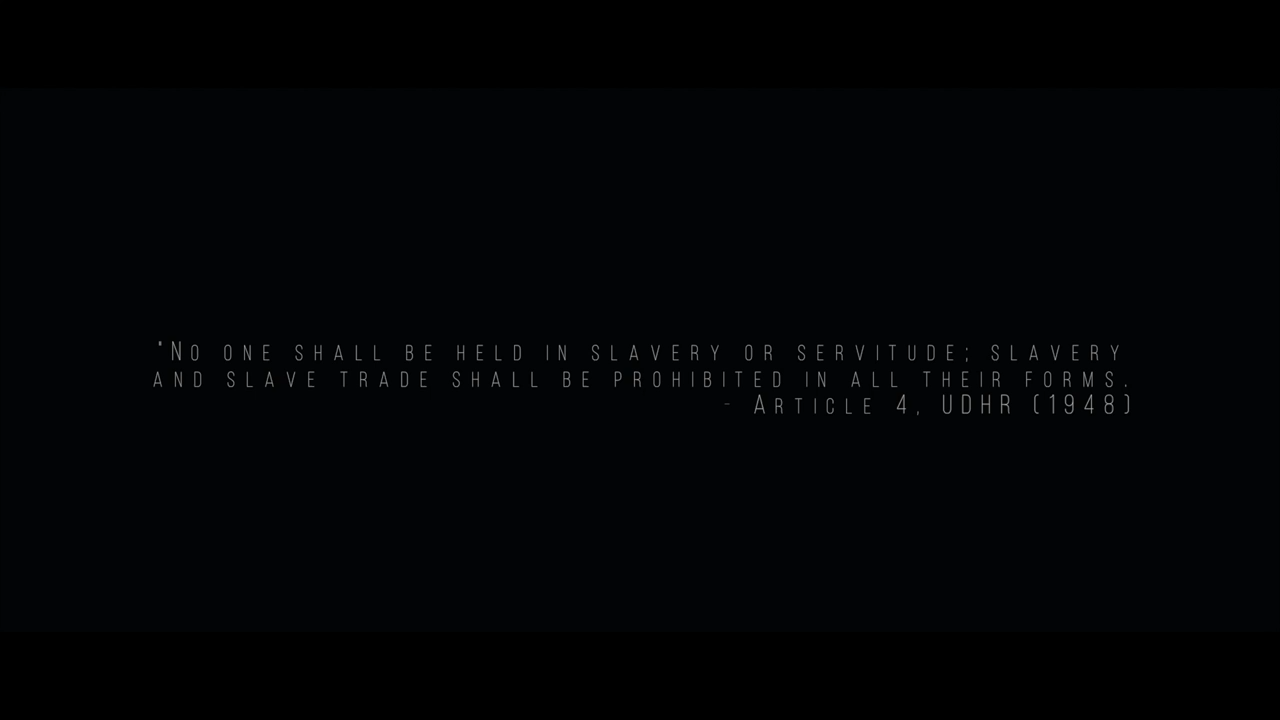 "No one shall be held in slavery or servitude; slavery
and slave trade shall be prohibited in all their forms.
- Article 4, UDHR (1948)